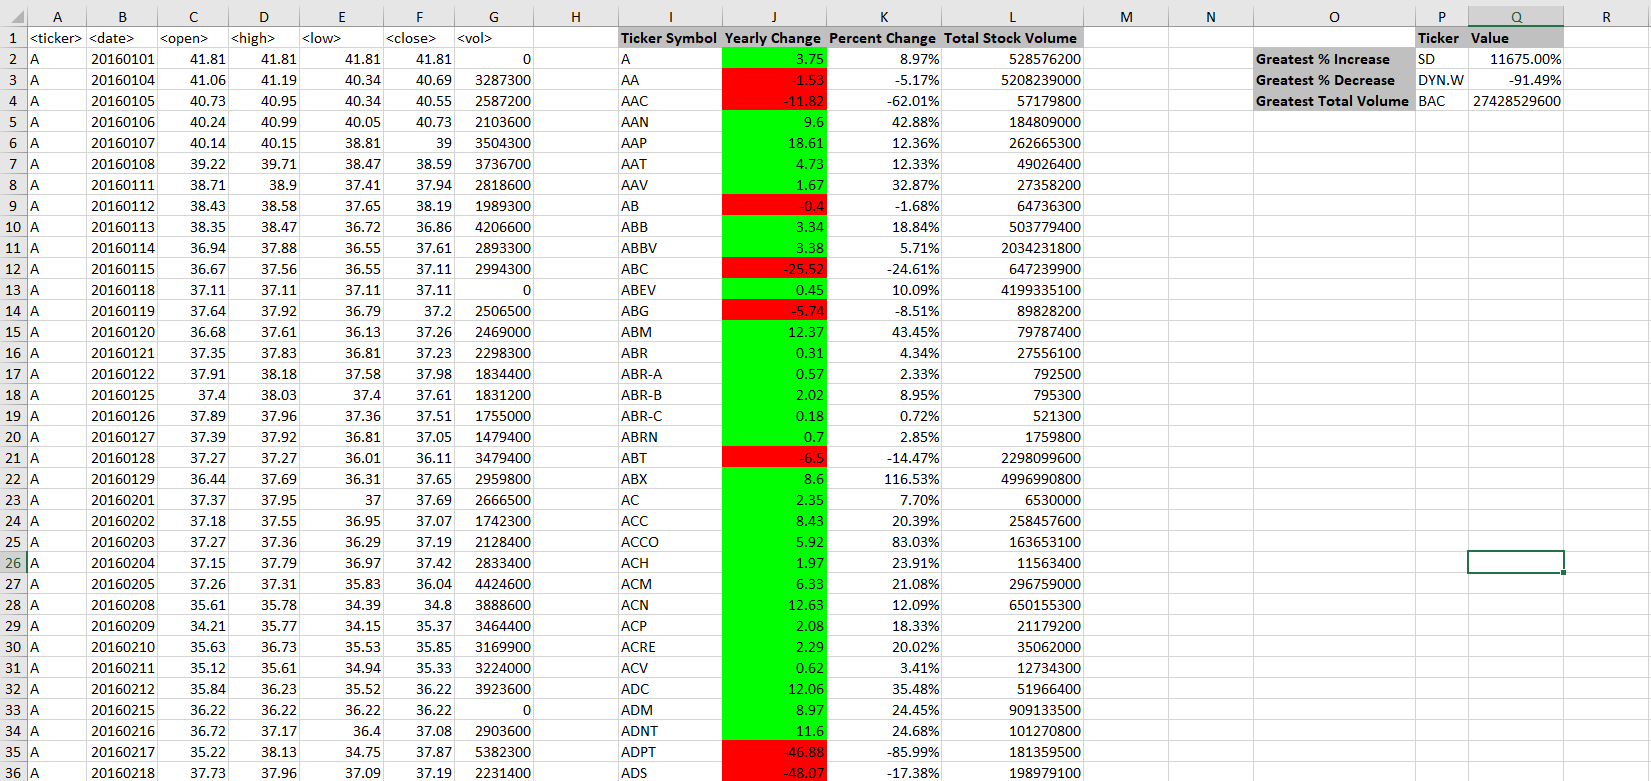 A B C D E F G H I J K L M N O P Q R
1 <ticker> <date> <open> <high> <low> <close> <vol> Ticker Symbol Yearly Change Percent Change Total Stock Volume Ticker Value
2 A 20160101 41.81 41.81 41.81 41.81 0 A 3.75 8.97% 528576200 Greatest % Increase SD 11675.00%
3 A 20160104 41.06 41.19 40.34 40.69 3287300 AA -1.53 -5.17% 5208239000 Greatest % Decrease DYN.W -91.49%
4 A 20160105 40.73 40.95 40.34 40.55 2587200 AAC -11.82 -62.01% 57179800 Greatest Total Volume BAC 27428529600
5 A 20160106 40.24 40.99 40.05 40.73 2103600 AAN 9.6 42.88% 184809000
6 A 20160107 40.14 40.15 38.81 39 3504300 AAP 18.61 12.36% 262665300
7 A 20160108 39.22 39.71 38.47 38.59 3736700 AAT 4.73 12.33% 49026400
8 A 20160111 38.71 38.9 37.41 37.94 2818600 AAV 1.67 32.87% 27358200
9 A 20160112 38.43 38.58 37.65 38.19 1989300 AB -0.4 -1.68% 64736300
10 A 20160113 38.35 38.47 36.72 36.86 4206600 ABB 3.34 18.84% 503779400
11 A 20160114 36.94 37.88 36.55 37.61 2893300 ABBV 3.38 5.71% 2034231800
12 A 20160115 36.67 37.56 36.55 37.11 2994300 ABC -25.52 -24.61% 647239900
13 A 20160118 37.11 37.11 37.11 37.11 0 ABEV 0.45 10.09% 4199335100
14 A 20160119 37.64 37.92 36.79 37.2 2506500 ABG -5.74 -8.51% 89828200
15 A 20160120 36.68 37.61 36.13 37.26 2469000 ABM 12.37 43.45% 79787400
16 A 20160121 37.35 37.83 36.81 37.23 2298300 ABR 0.31 4.34% 27556100
17 A 20160122 37.91 38.18 37.58 37.98 1834400 ABR-A 0.57 2.33% 792500
18 A 20160125 37.4 38.03 37.4 37.61 1831200 ABR-B 2.02 8.95% 795300
19 A 20160126 37.89 37.96 37.36 37.51 1755000 ABR-C 0.18 0.72% 521300
20 A 20160127 37.39 37.92 36.81 37.05 1479400 ABRN 0.7 2.85% 1759800
21 A 20160128 37.27 37.27 36.01 36.11 3479400 ABT -6.5 -14.47% 2298099600
22 A 20160129 36.44 37.69 36.31 37.65 2959800 ABX 8.6 116.53% 4996990800
23 A 20160201 37.37 37.95 37 37.69 2666500 AC 2.35 7.70% 6530000
24 A 20160202 37.18 37.55 36.95 37.07 1742300 ACC 8.43 20.39% 258457600
25 A 20160203 37.27 37.36 36.29 37.19 2128400 ACCO 5.92 83.03% 163653100
26 A 20160204 37.15 37.79 36.97 37.42 2833400 ACH 1.97 23.91% 11563400
27 A 20160205 37.26 37.31 35.83 36.04 4424600 ACM 6.33 21.08% 296759000
28 A 20160208 35.61 35.78 34.39 34.8 3888600 ACN 12.63 12.09% 650155300
29 A 20160209 34.21 35.77 34.15 35.37 3464400 ACP 2.08 18.33% 21179200
30 A 20160210 35.63 36.73 35.53 35.85 3169900 ACRE 2.29 20.02% 35062000
31 A 20160211 35.12 35.61 34.94 35.33 3224000 ACV 0.62 3.41% 12734300
32 A 20160212 35.84 36.23 35.52 36.22 3923600 ADC 12.06 35.48% 51966400
33 A 20160215 36.22 36.22 36.22 36.22 0 ADM 8.97 24.45% 909133500
34 A 20160216 36.72 37.17 36.4 37.08 2903600 ADNT 11.6 24.68% 101270800
35 A 20160217 35.22 38.13 34.75 37.87 5382300 ADPT -46.88 -85.99% 181359500
36 A 20160218 37.73 37.96 37.09 37.19 2231400 ADS -48.07 -17.38% 198979100